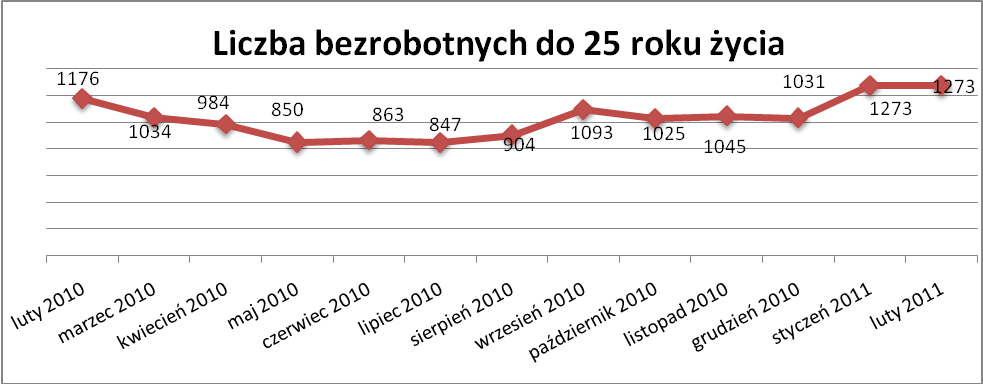 Liczba bezrobotnych do 25 roku życia
1176
1034
984
850
863
847
904
1093
1025
1045
1031
1273
1273
luty 2010
marzec 2010
kwiecień 2010
maj 2010
czerwiec 2010
lipiec 2010
sierpień 2010
wrzesień 2010
październik 2010
listopad 2010
grudzień 2010
styczeń 2011
luty 2011